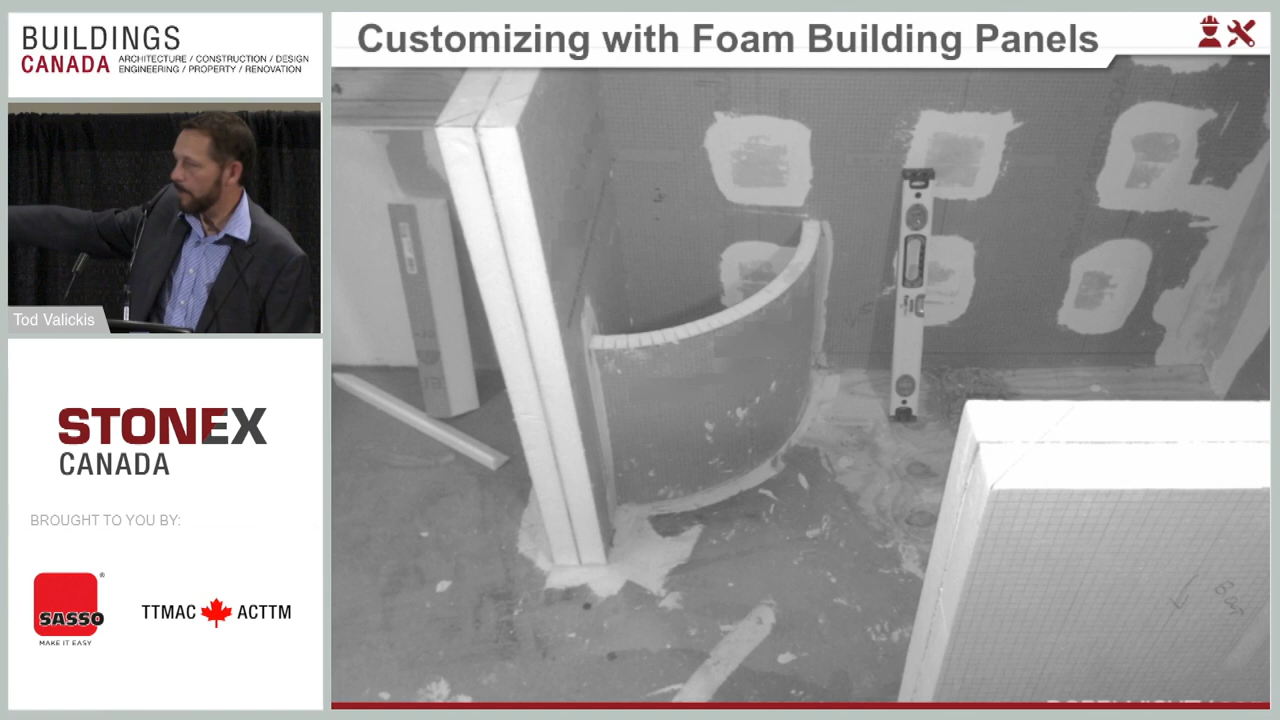 BUILDINGS
CANADA
ARCHITECTURE / CONSTRUCTION / DESIGN
ENGINEERING / PROPERTY / RENOVATION
Customizing with Foam Building Panels
Tod Valickis
STONEX
CANADA
BROUGHT TO YOU BY:
SASSO
®
MAKE IT EASY
TTMAC ACTTM